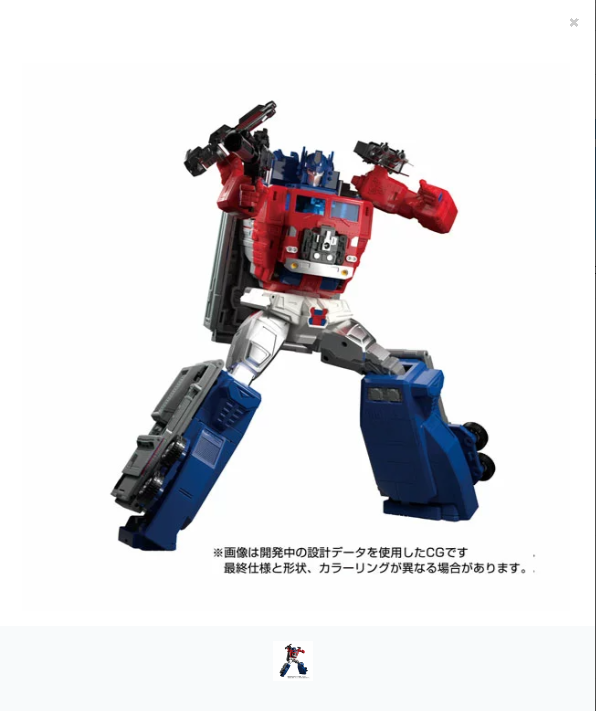 ※画像は開発中の設計データを使用したCGです
最終仕様と形状、カラーリングが異なる場合があります。